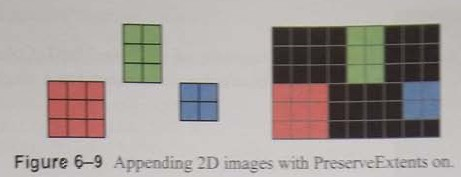 Figure 6–9 Appending 2D images with PreserveExtents on.